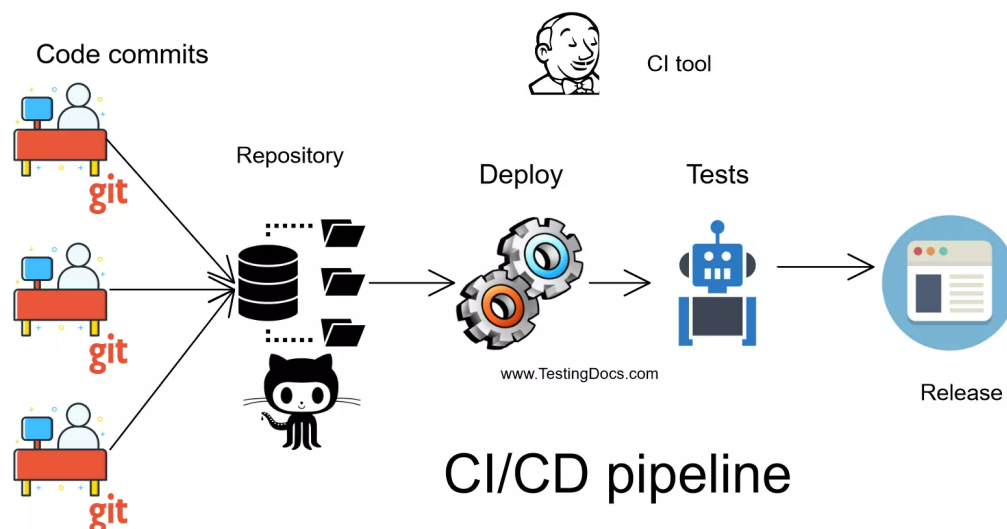 Code commits
CI tool
Repository
Deploy
Tests
git
git
git
www.TestingDocs.com
Release
CI/CD pipeline